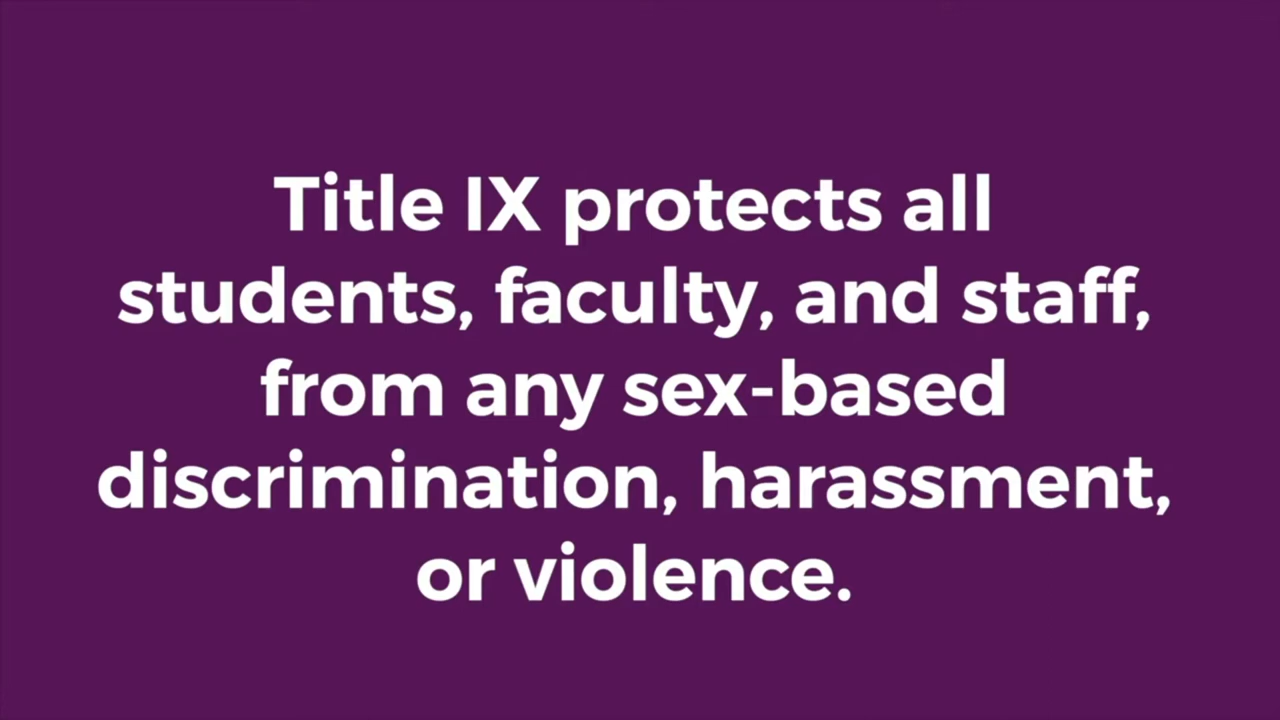 Title IX protects all
students, faculty, and staff,
from any sex-based
discrimination, harassment,
or violence.